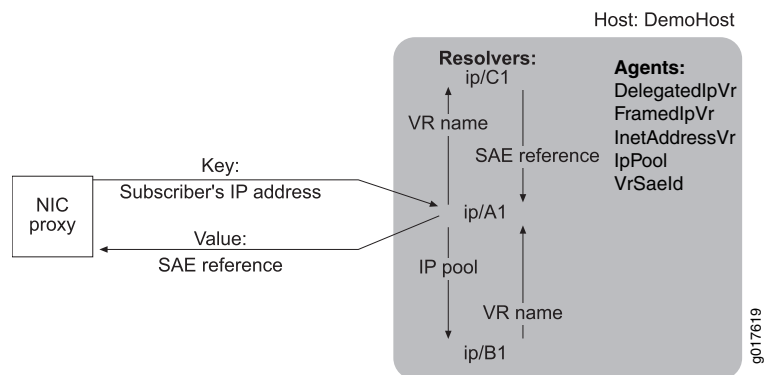 Host: DemoHost
Resolvers:
ip/C1
Agents:
DelegatedIpVr
FramedIpVr
InetAddressVr
IpPool
VrSaeId
VR name
SAE reference
Key:
Subscriber's IP address
NIC
proxy
ip/A1
Value:
SAE reference
IP pool
VR name
ip/B1
g017619